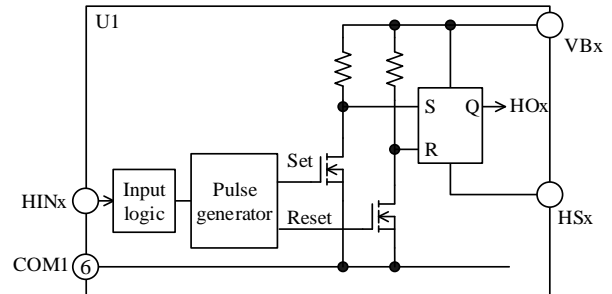 U1
VBx
S
Q
HOx
R
Set
Input
logic
Pulse
generator
HINx
Reset
HSx
COM1
6